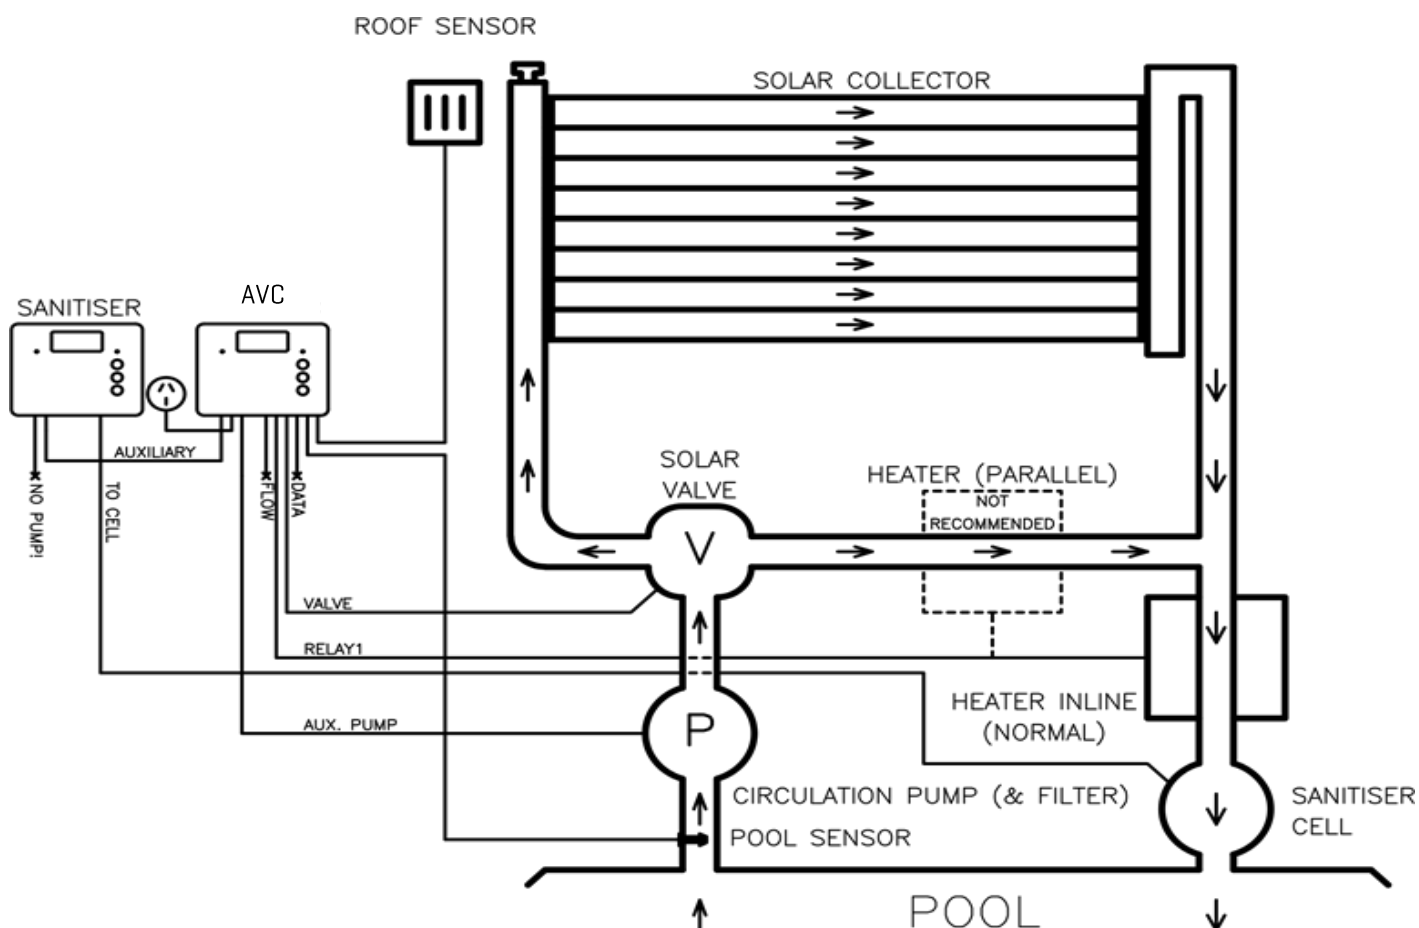 ROOF SENSOR
SOLAR COLLECTOR
SANITISER
AVC
AUXILIARY
NO PUMP!
TO CELL
FLOW
DATA
SOLAR
VALVE
V
HEATER (PARALLEL)
NOT
RECOMMENDED
VALVE
RELAY1
AUX. PUMP
P
HEATER INLINE
(NORMAL)
CIRCULATION PUMP (& FILTER)
POOL SENSOR
SANITISER
CELL
POOL